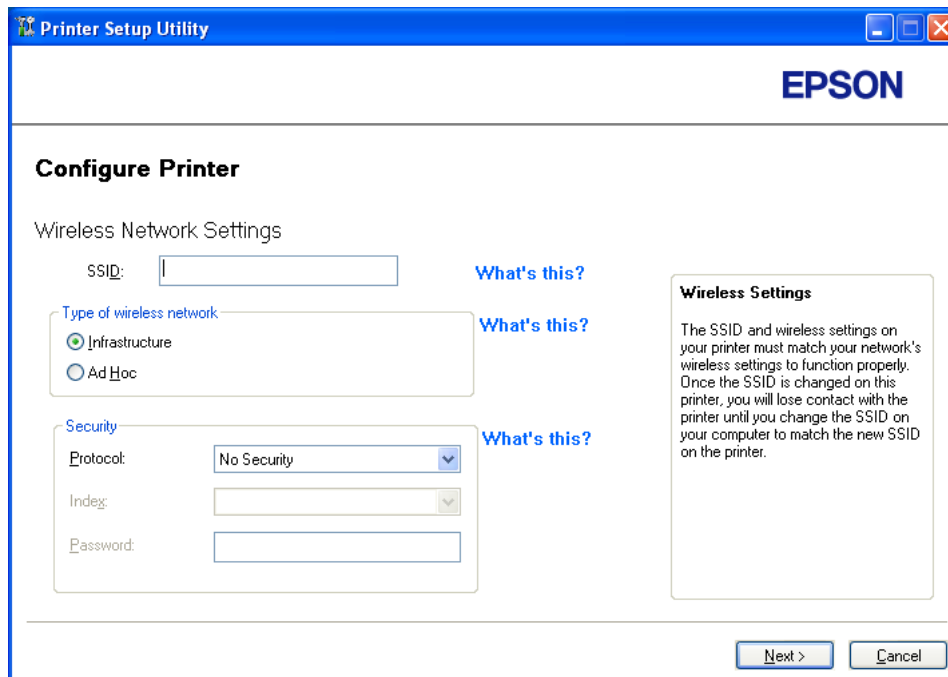 Printer Setup Utility
EPSON
Configure Printer
Wireless Network Settings
SSID:
What's this?
Type of wireless network
What's this?
Infrastructure
Ad Hoc
Security
What's this?
Protocol:
No Security
Index:
Password:
Wireless Settings
The SSID and wireless settings on
your printer must match your network's
wireless settings to function properly.
Once the SSID is changed on this
printer, you will lose contact with the
printer until you change the SSID on
your computer to match the new SSID
on the printer.
Next >
Cancel